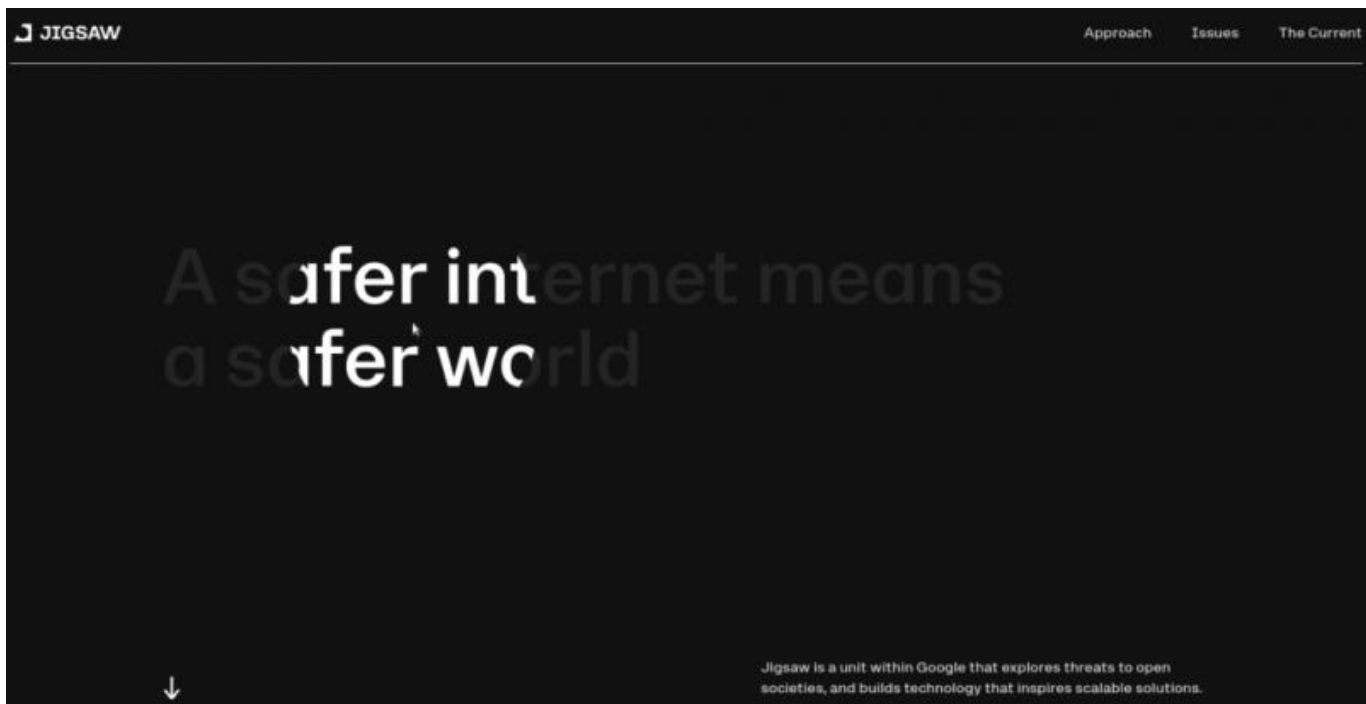 JIGSAW
Approach Issues The Current
A safer internet means
a safer world
Jigsaw is a unit within Google that explores threats to open
societies, and builds technology that inspires scalable solutions.